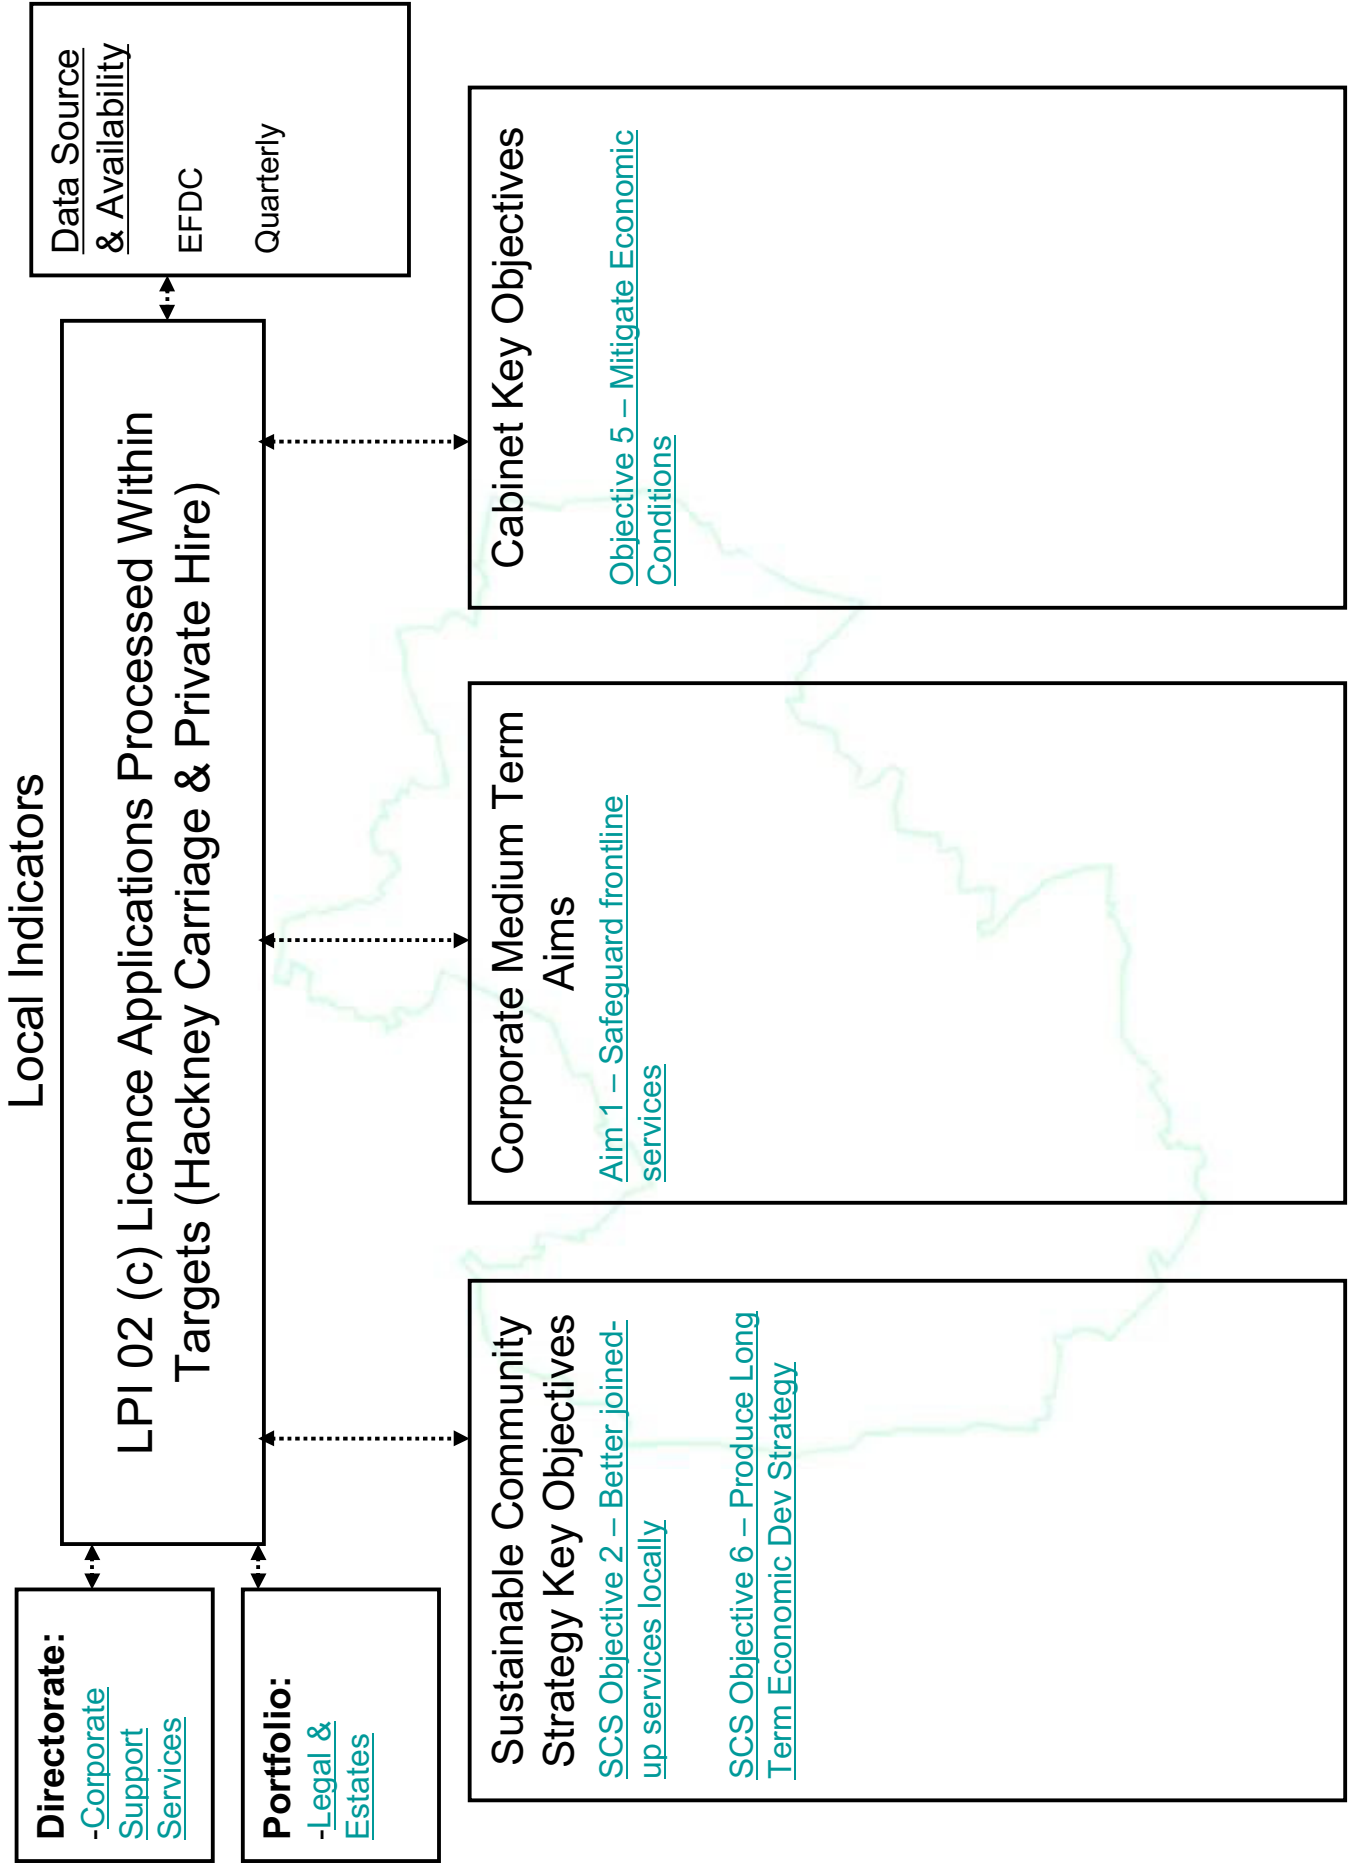 Local Indicators
Directorate:
-Corporate
Support
Services
Portfolio:
-Legal &
Estates
LPI 02 (c) Licence Applications Processed Within
Targets (Hackney Carriage & Private Hire)
Data Source
& Availability
EFDC
Quarterly
Sustainable Community
Strategy Key Objectives
SCS Objective 2 – Better joined-
up services locally
SCS Objective 6 – Produce Long
Term Economic Dev Strategy
Corporate Medium Term
Aims
Aim 1 – Safeguard frontline
services
Cabinet Key Objectives
Objective 5 – Mitigate Economic
Conditions